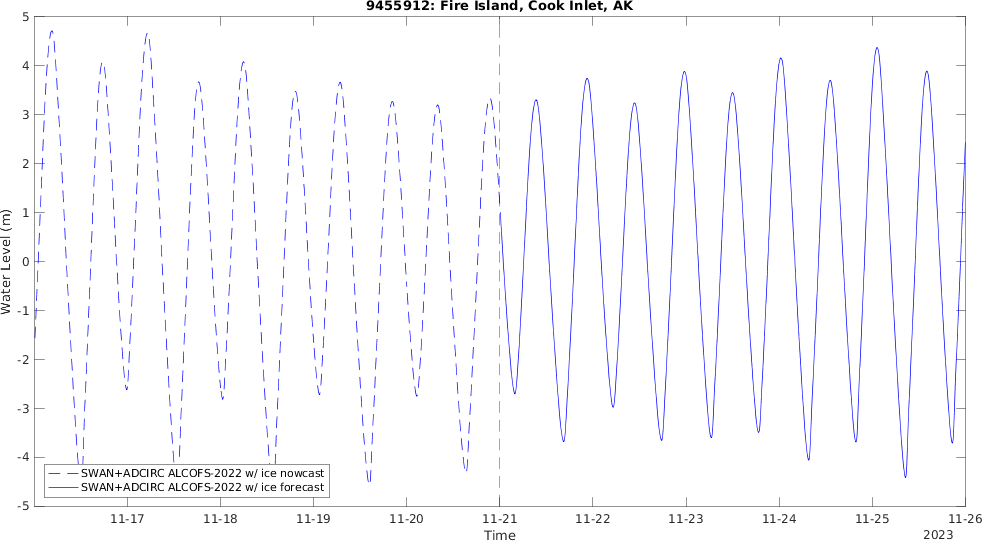 9455912: Fire Island, Cook Inlet, AK
5
4
3
2
1
0
-1
-2
-3
-4
-5
Water Level (m)
SWAN+ADCIRC ALCOFS-2022 w/ ice nowcast
SWAN+ADCIRC ALCOFS-2022 w/ ice forecast
11-17 11-18 11-19 11-20 11-21 11-22 11-23 11-24 11-25 11-26
Time
2023